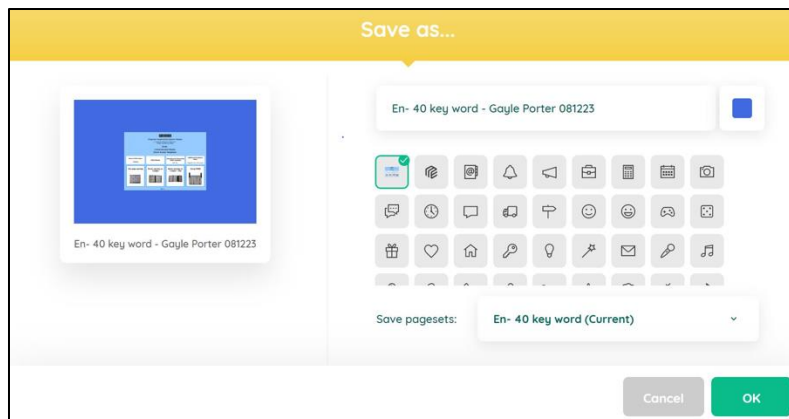 Save as...
En- 40 key word - Gayle Porter 081223
En- 40 key word - Gayle Porter 081223
Save pagesets:
En- 40 key word (Current)
Cancel
OK